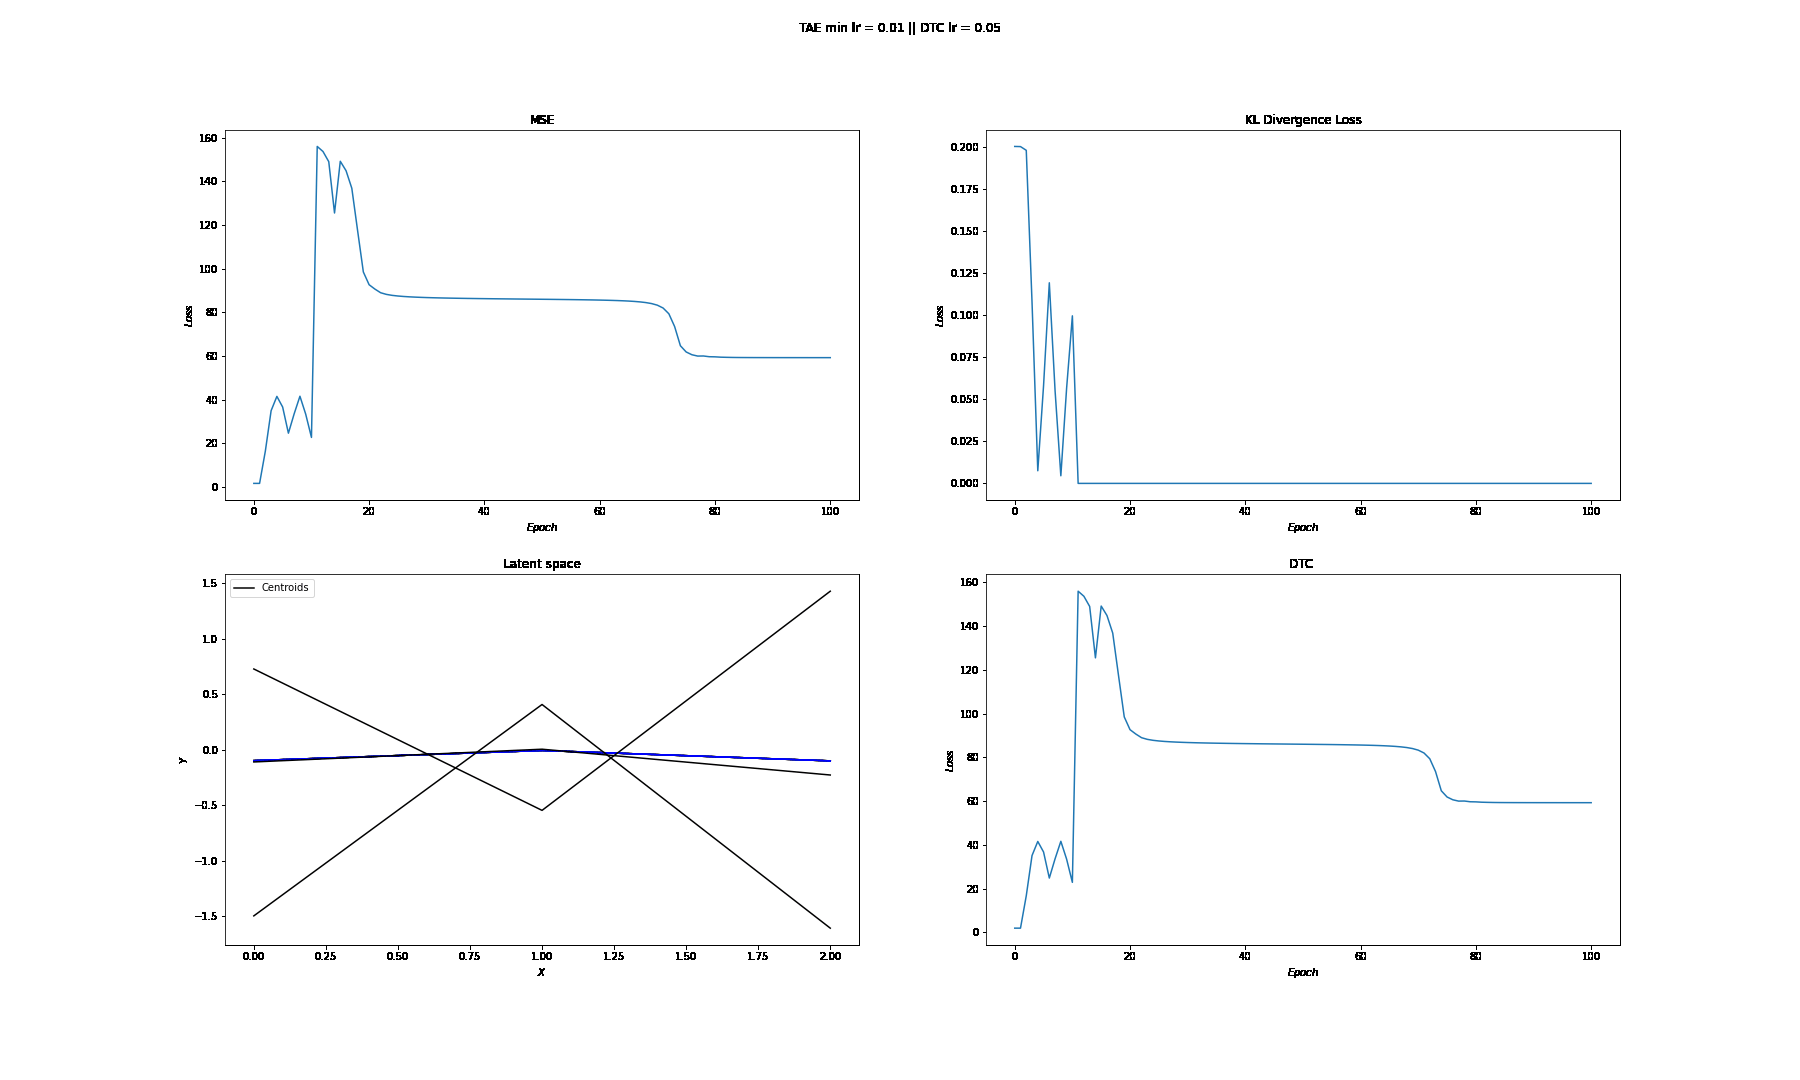 TAE min lr = 0.01 || DTC lr = 0.05
MSE
160
140
120
100
80
60
40
20
0
Loss
0 20 40 60 80 100
Epoch
KL Divergence Loss
0.200
0.175
0.150
0.125
0.100
0.075
0.050
0.025
0.000
Loss
0 20 40 60 80 100
Epoch
Latent space
Centroids
1.5
1.0
0.5
0.0
−0.5
−1.0
−1.5
Y
0.00 0.25 0.50 0.75 1.00 1.25 1.50 1.75 2.00
X
DTC
160
140
120
100
80
60
40
20
0
Loss
0 20 40 60 80 100
Epoch